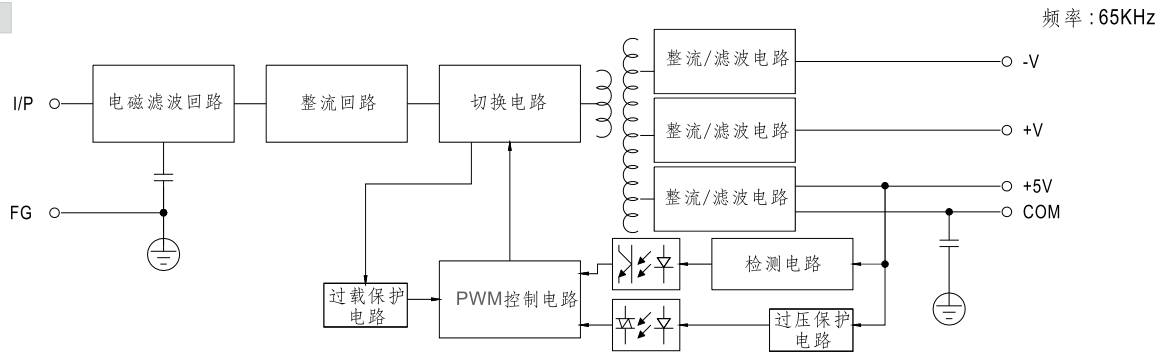 频率 : 65KHz
整流/滤波电路
-V
I/P
电磁滤波回路
整流回路
切换电路
整流/滤波电路
+V
整流/滤波电路
+5V
FG
COM
检测电路
过载保护
电路
PWM控制电路
过压保护
电路